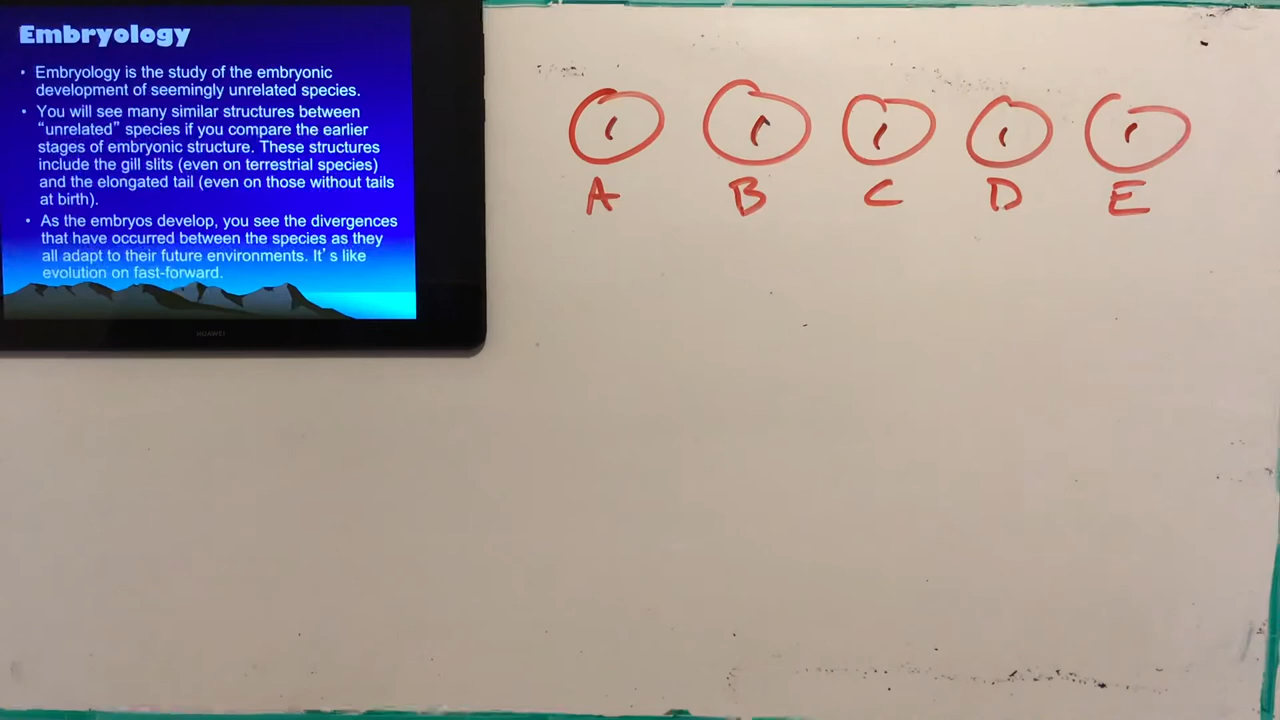 Embryology
• Embryology is the study of the embryonic
development of seemingly unrelated species.
• You will see many similar structures between
“unrelated” species if you compare the earlier
stages of embryonic structure. These structures
include the gill slits (even on terrestrial species)
and the elongated tail (even on those without tails
at birth).
• As the embryos develop, you see the divergences
that have occurred between the species as they
all adapt to their future environments. It’s like
evolution on fast-forward.
HUAWEI
A B C D E